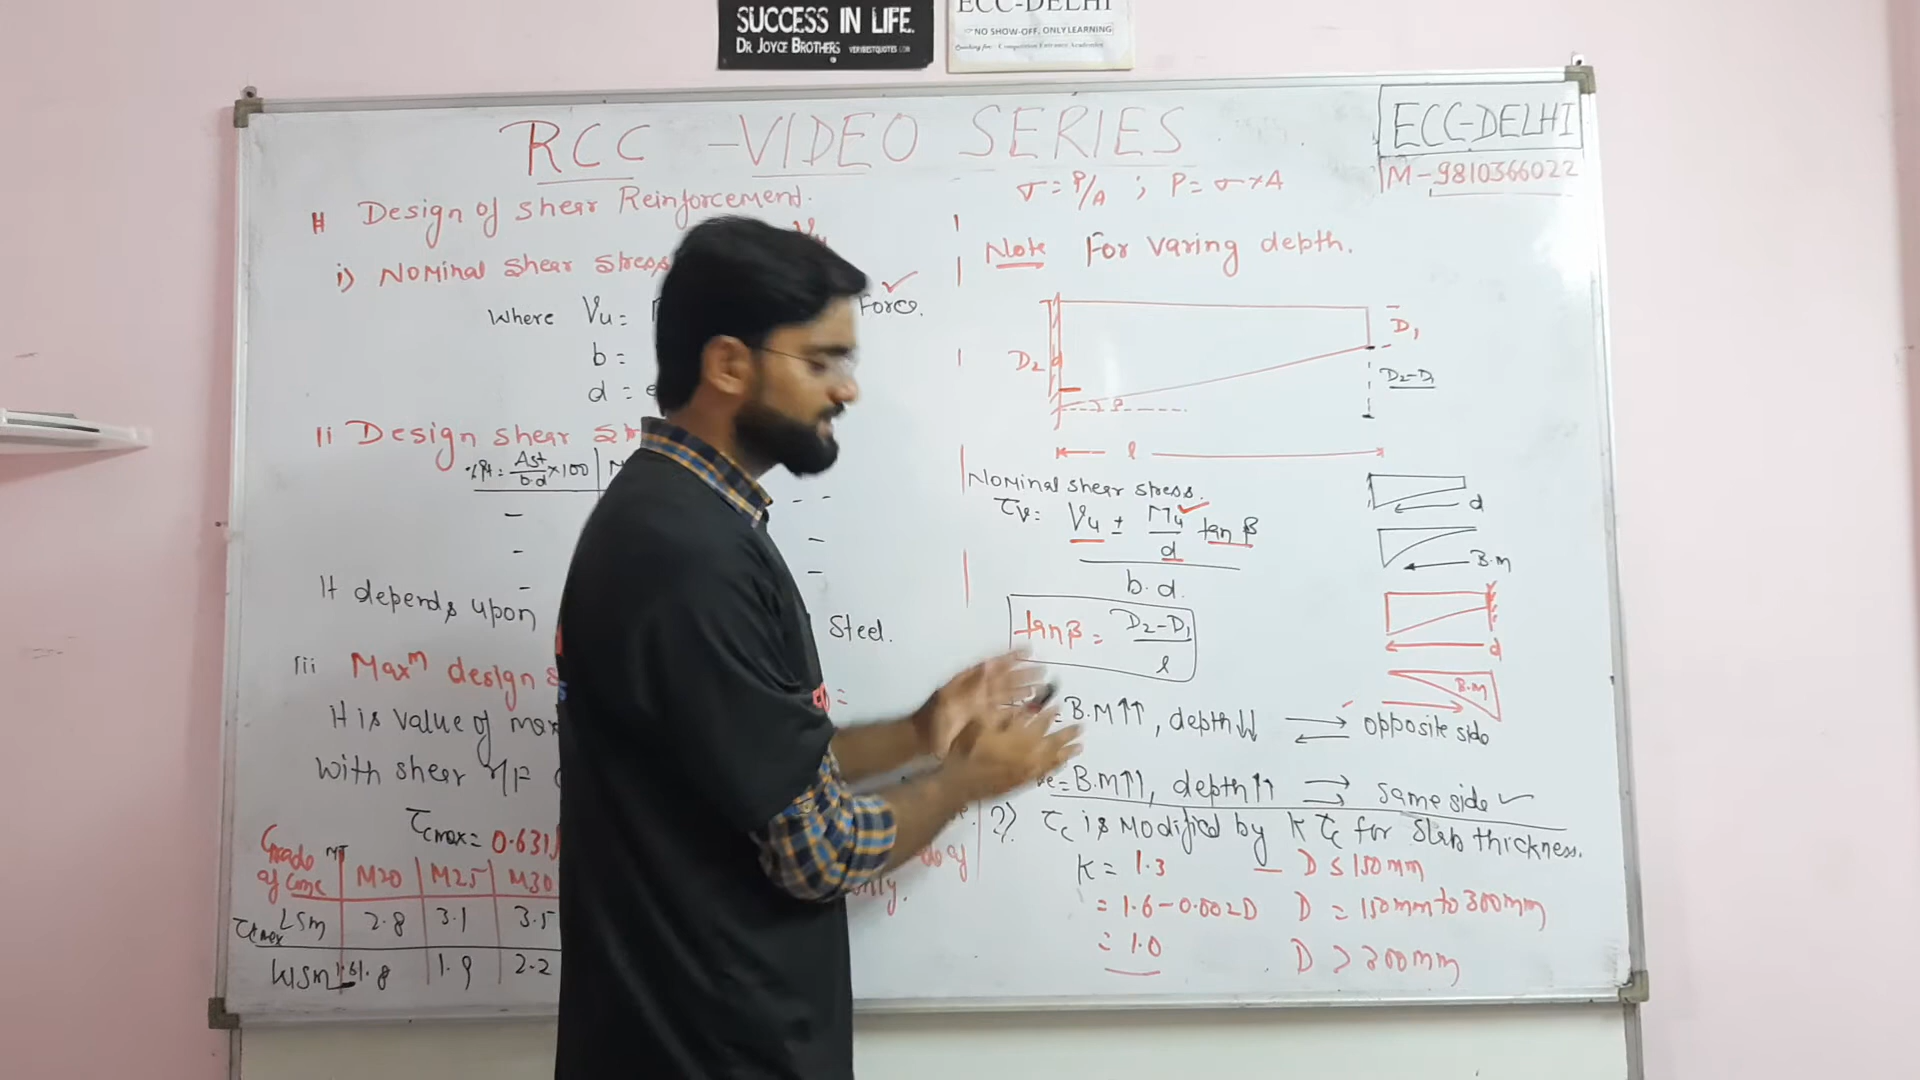 SUCCESS IN LIFE.
DR JOYCE BROTHERS VERYBESTQUOTES.COM
ECC-DELHI
NO SHOW-OFF, ONLY LEARNING
RCC - VIDEO SERIES
ECC-DELHI
M-9810366022
# Design of Shear Reinforcement.
i) Nominal Shear Stress
Where Vu =
Force.
b =
d =
ii Design shear
% Pt = Ast/b.d ×100
It depends upon
Steel.
iii Maxᵐ design
It is value of max
With shear r/f
τcmax = 0.631
Grade of Conc
M20 M25 M30
τcmax LSM 2.8 3.1 3.5
WSM 1.8 1.9 2.2
only.
σ = P/A ; P = σ × A
Note For Varing depth.
D1
D2 d
D2-D1
β
l
Nominal shear stress.
τv = Vu ± Mu/d tan β
b.d.
tan β = D2-D1/l
d
B.M
d
B.M
= B.M↑↑, depth↓↓ → ← opposite side
-ve = B.M↑↑, depth↑↑ → → same side ✓
2) τc is Modified by K τc for Slab thickness.
K = 1.3 — D ≤ 150mm
= 1.6-0.002D D = 150mm to 300mm
= 1.0 D > 300mm